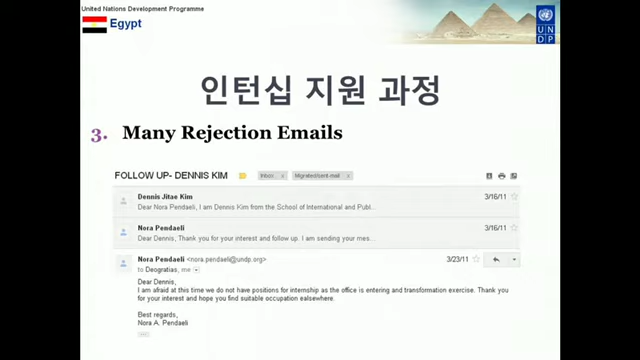 United Nations Development Programme
Egypt
U N
D P
인턴십 지원 과정
3. Many Rejection Emails
FOLLOW UP- DENNIS KIM
Inbox x
Migrated/sent-mail x
Dennis Jitae Kim
3/16/11
Dear Nora Pendaeli, I am Dennis Kim from the School of International and Publ...
Nora Pendaeli
3/16/11
Dear Dennis, Thank you for your interest and follow up. I am sending your mes...
Nora Pendaeli <nora.pendaeli@undp.org>
3/23/11
to Deogratias, me
Dear Dennis,
I am afraid at this time we do not have positions for internship as the office is entering and transformation exercise. Thank you
for your interest and hope you find suitable occupation ealsewhere.
Best regards,
Nora A. Pendaeli